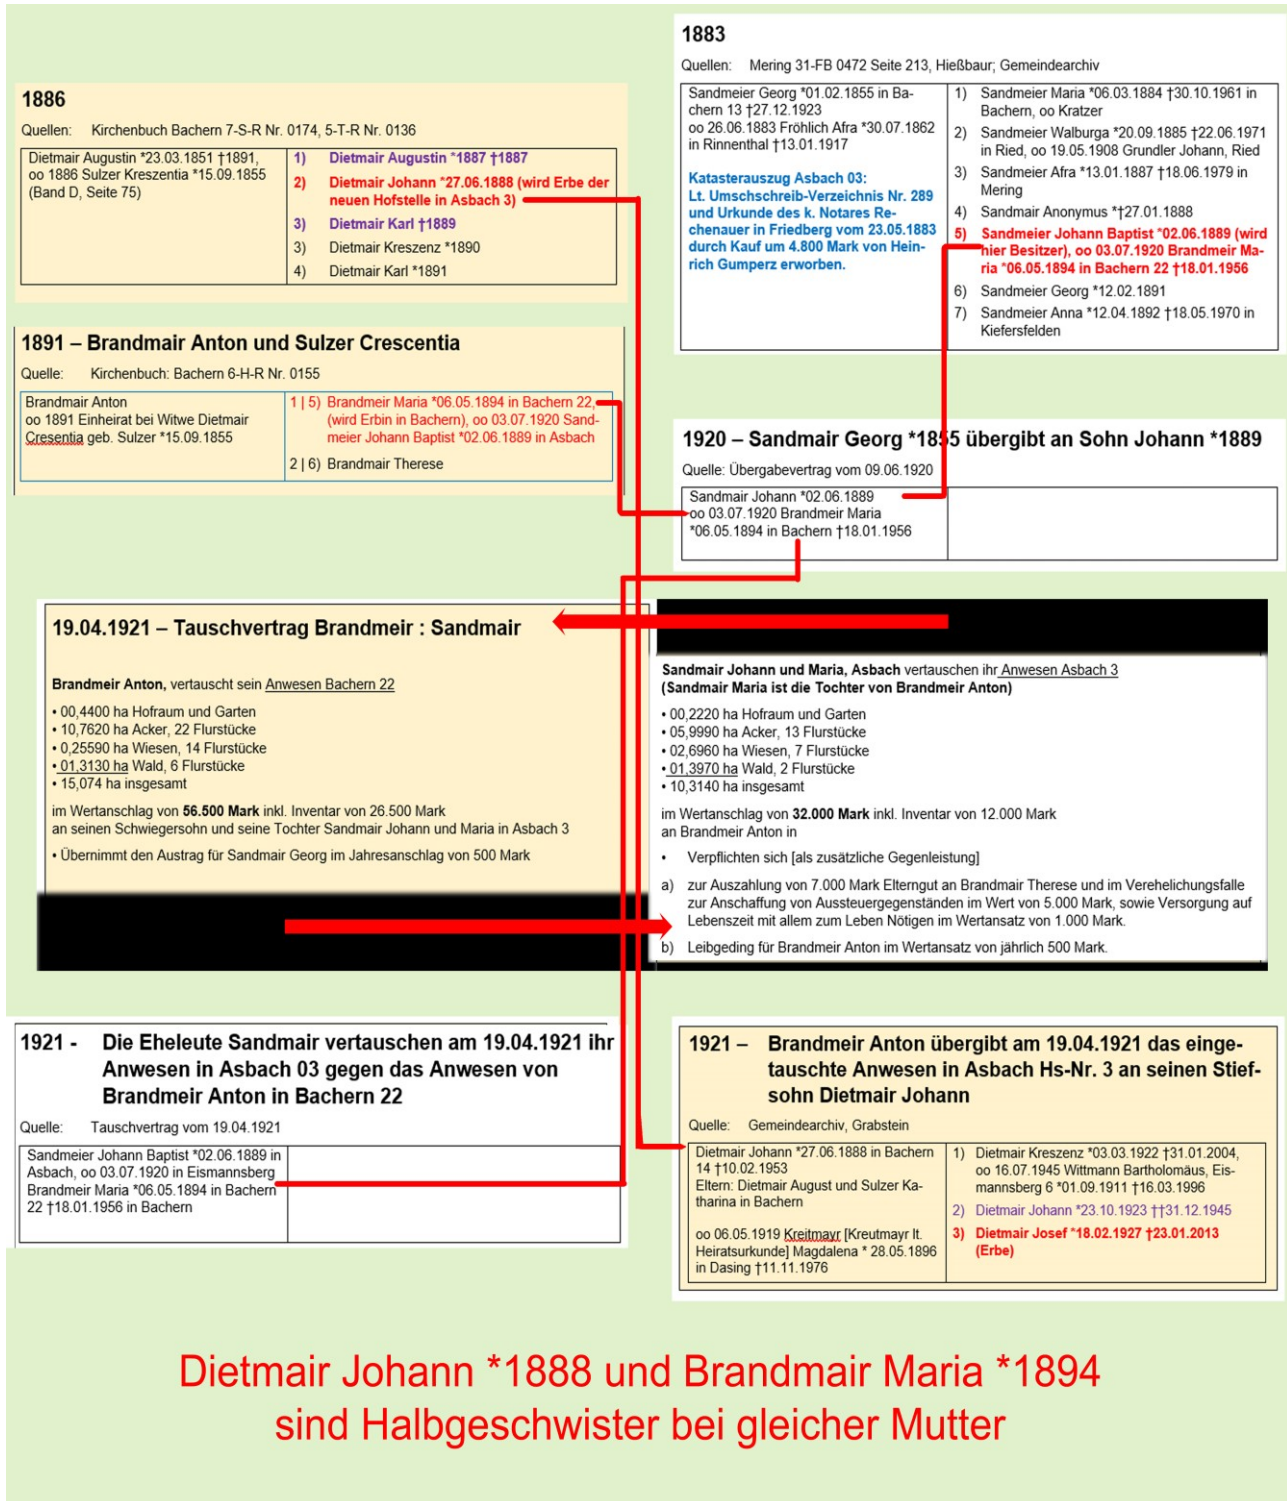 1883
Quellen: Mering 31-FB 0472 Seite 213, Hießbaur; Gemeindearchiv
Sandmeier Georg *01.02.1855 in Ba-
chern 13 †27.12.1923
oo 26.06.1883 Fröhlich Afra *30.07.1862
in Rinnenthal †13.01.1917
Katasterauszug Asbach 03:
Lt. Umschschreib-Verzeichnis Nr. 289
und Urkunde des k. Notares Re-
chenauer in Friedberg vom 23.05.1883
durch Kauf um 4.800 Mark von Hein-
rich Gumperz erworben.
1) Sandmeier Maria *06.03.1884 †30.10.1961 in
Bachern, oo Kratzer
2) Sandmeier Walburga *20.09.1885 †22.06.1971
in Ried, oo 19.05.1908 Grundler Johann, Ried
3) Sandmeier Afra *13.01.1887 †18.06.1979 in
Mering
4) Sandmair Anonymus *†27.01.1888
5) Sandmeier Johann Baptist *02.06.1889 (wird
hier Besitzer), oo 03.07.1920 Brandmeir Ma-
ria *06.05.1894 in Bachern 22 †18.01.1956
6) Sandmeier Georg *12.02.1891
7) Sandmeier Anna *12.04.1892 †18.05.1970 in
Kiefersfelden
1886
Quellen: Kirchenbuch Bachern 7-S-R Nr. 0174, 5-T-R Nr. 0136
Dietmair Augustin *23.03.1851 †1891,
oo 1886 Sulzer Kreszentia *15.09.1855
(Band D, Seite 75)
1) Dietmair Augustin *1887 †1887
2) Dietmair Johann *27.06.1888 (wird Erbe der
neuen Hofstelle in Asbach 3)
3) Dietmair Karl †1889
3) Dietmair Kreszenz *1890
4) Dietmair Karl *1891
1891 – Brandmair Anton und Sulzer Crescentia
Quelle: Kirchenbuch: Bachern 6-H-R Nr. 0155
Brandmair Anton
oo 1891 Einheirat bei Witwe Dietmair
Cresentia geb. Sulzer *15.09.1855
1 | 5) Brandmeir Maria *06.05.1894 in Bachern 22,
(wird Erbin in Bachern), oo 03.07.1920 Sand-
meier Johann Baptist *02.06.1889 in Asbach
2 | 6) Brandmair Therese
1920 – Sandmair Georg *1855 übergibt an Sohn Johann *1889
Quelle: Übergabevertrag vom 09.06.1920
Sandmair Johann *02.06.1889
oo 03.07.1920 Brandmeir Maria
*06.05.1894 in Bachern †18.01.1956
19.04.1921 – Tauschvertrag Brandmeir : Sandmair
Brandmeir Anton, vertauscht sein Anwesen Bachern 22
• 00,4400 ha Hofraum und Garten
• 10,7620 ha Acker, 22 Flurstücke
• 0,25590 ha Wiesen, 14 Flurstücke
• 01,3130 ha Wald, 6 Flurstücke
• 15,074 ha insgesamt
im Wertanschlag von 56.500 Mark inkl. Inventar von 26.500 Mark
an seinen Schwiegersohn und seine Tochter Sandmair Johann und Maria in Asbach 3
• Übernimmt den Austrag für Sandmair Georg im Jahresanschlag von 500 Mark
Sandmair Johann und Maria, Asbach vertauschen ihr Anwesen Asbach 3
(Sandmair Maria ist die Tochter von Brandmeir Anton)
• 00,2220 ha Hofraum und Garten
• 05,9990 ha Acker, 13 Flurstücke
• 02,6960 ha Wiesen, 7 Flurstücke
• 01,3970 ha Wald, 2 Flurstücke
• 10,3140 ha insgesamt
im Wertanschlag von 32.000 Mark inkl. Inventar von 12.000 Mark
an Brandmeir Anton in
• Verpflichten sich [als zusätzliche Gegenleistung]
a) zur Auszahlung von 7.000 Mark Elterngut an Brandmair Therese und im Verehelichungsfalle
zur Anschaffung von Aussteuergegenständen im Wert von 5.000 Mark, sowie Versorgung auf
Lebenszeit mit allem zum Leben Nötigen im Wertansatz von 1.000 Mark.
b) Leibgeding für Brandmeir Anton im Wertansatz von jährlich 500 Mark.
1921 - Die Eheleute Sandmair vertauschen am 19.04.1921 ihr
Anwesen in Asbach 03 gegen das Anwesen von
Brandmeir Anton in Bachern 22
Quelle: Tauschvertrag vom 19.04.1921
Sandmeier Johann Baptist *02.06.1889 in
Asbach, oo 03.07.1920 in Eismannsberg
Brandmeir Maria *06.05.1894 in Bachern
22 †18.01.1956 in Bachern
1921 – Brandmeir Anton übergibt am 19.04.1921 das einge-
tauschte Anwesen in Asbach Hs-Nr. 3 an seinen Stief-
sohn Dietmair Johann
Quelle: Gemeindearchiv, Grabstein
Dietmair Johann *27.06.1888 in Bachern
14 †10.02.1953
Eltern: Dietmair August und Sulzer Ka-
tharina in Bachern
oo 06.05.1919 Kreitmayr [Kreutmayr lt.
Heiratsurkunde] Magdalena * 28.05.1896
in Dasing †11.11.1976
1) Dietmair Kreszenz *03.03.1922 †31.01.2004,
oo 16.07.1945 Wittmann Bartholomäus, Eis-
mannsberg 6 *01.09.1911 †16.03.1996
2) Dietmair Johann *23.10.1923 ††31.12.1945
3) Dietmair Josef *18.02.1927 †23.01.2013
(Erbe)
Dietmair Johann *1888 und Brandmair Maria *1894
sind Halbgeschwister bei gleicher Mutter